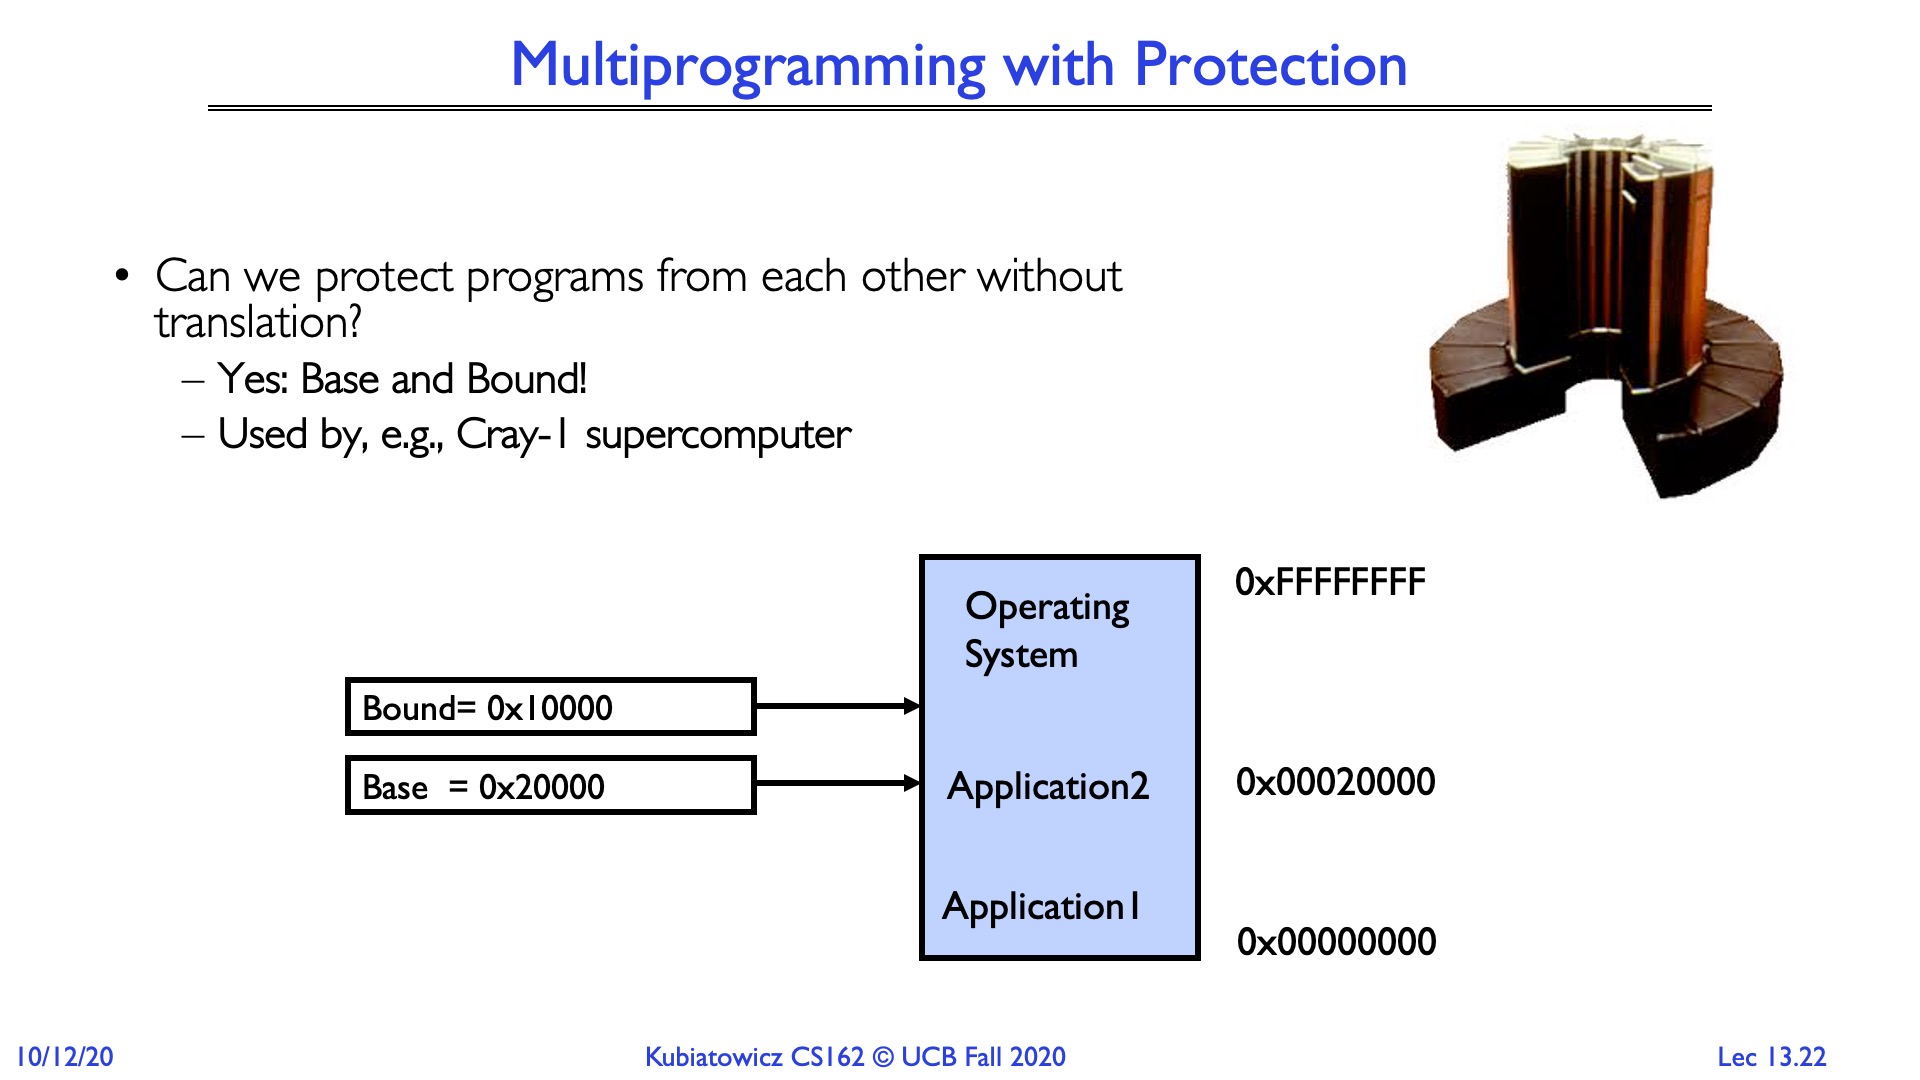 Multiprogramming with Protection
• Can we protect programs from each other without
translation?
– Yes: Base and Bound!
– Used by, e.g., Cray-1 supercomputer
Operating
System
0xFFFFFFFF
Bound= 0x10000
Base = 0x20000
Application2
0x00020000
Application1
0x00000000
10/12/20
Kubiatowicz CS162 © UCB Fall 2020
Lec 13.22